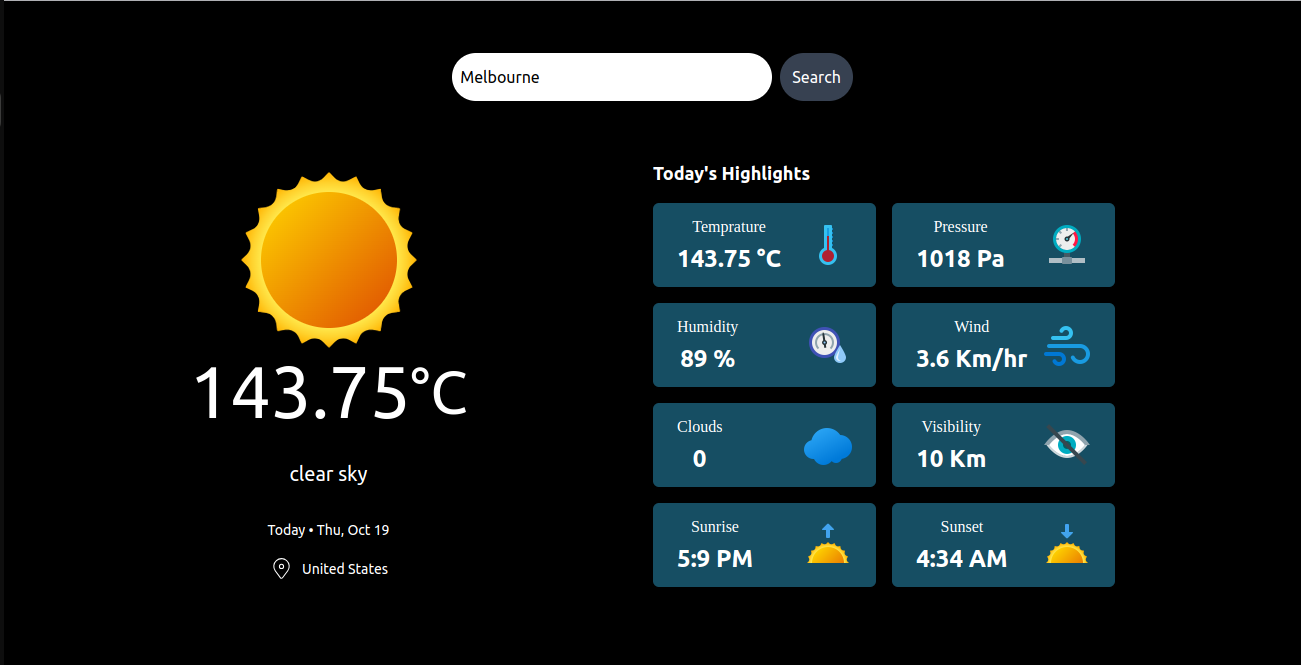 Melbourne
Search
143.75°C
clear sky
Today • Thu, Oct 19
United States
Today's Highlights
Temprature
143.75 °C
Pressure
1018 Pa
Humidity
89 %
Wind
3.6 Km/hr
Clouds
0
Visibility
10 Km
Sunrise
5:9 PM
Sunset
4:34 AM